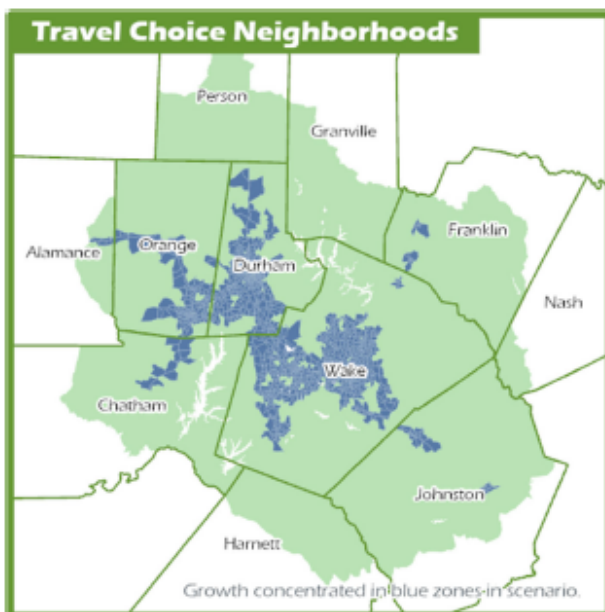 Travel Choice Neighborhoods
Person
Granville
Alamance
Orange
Durham
Franklin
Nash
Wake
Chatham
Johnston
Harnett
Growth concentrated in blue zones in scenario.